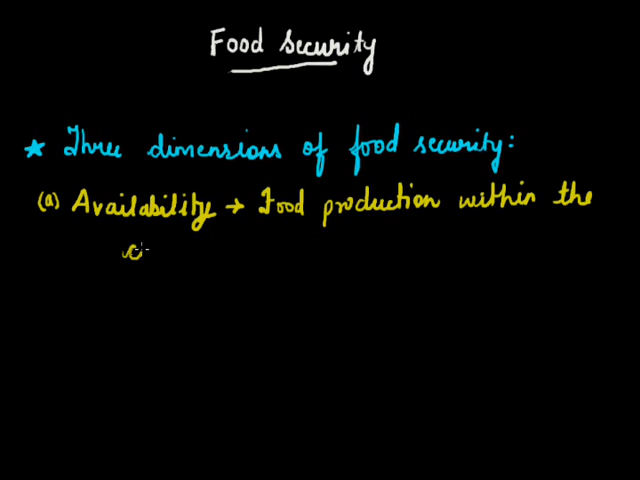 Food Security
★ Three dimensions of food security:
(a) Availability → Food production within the
c